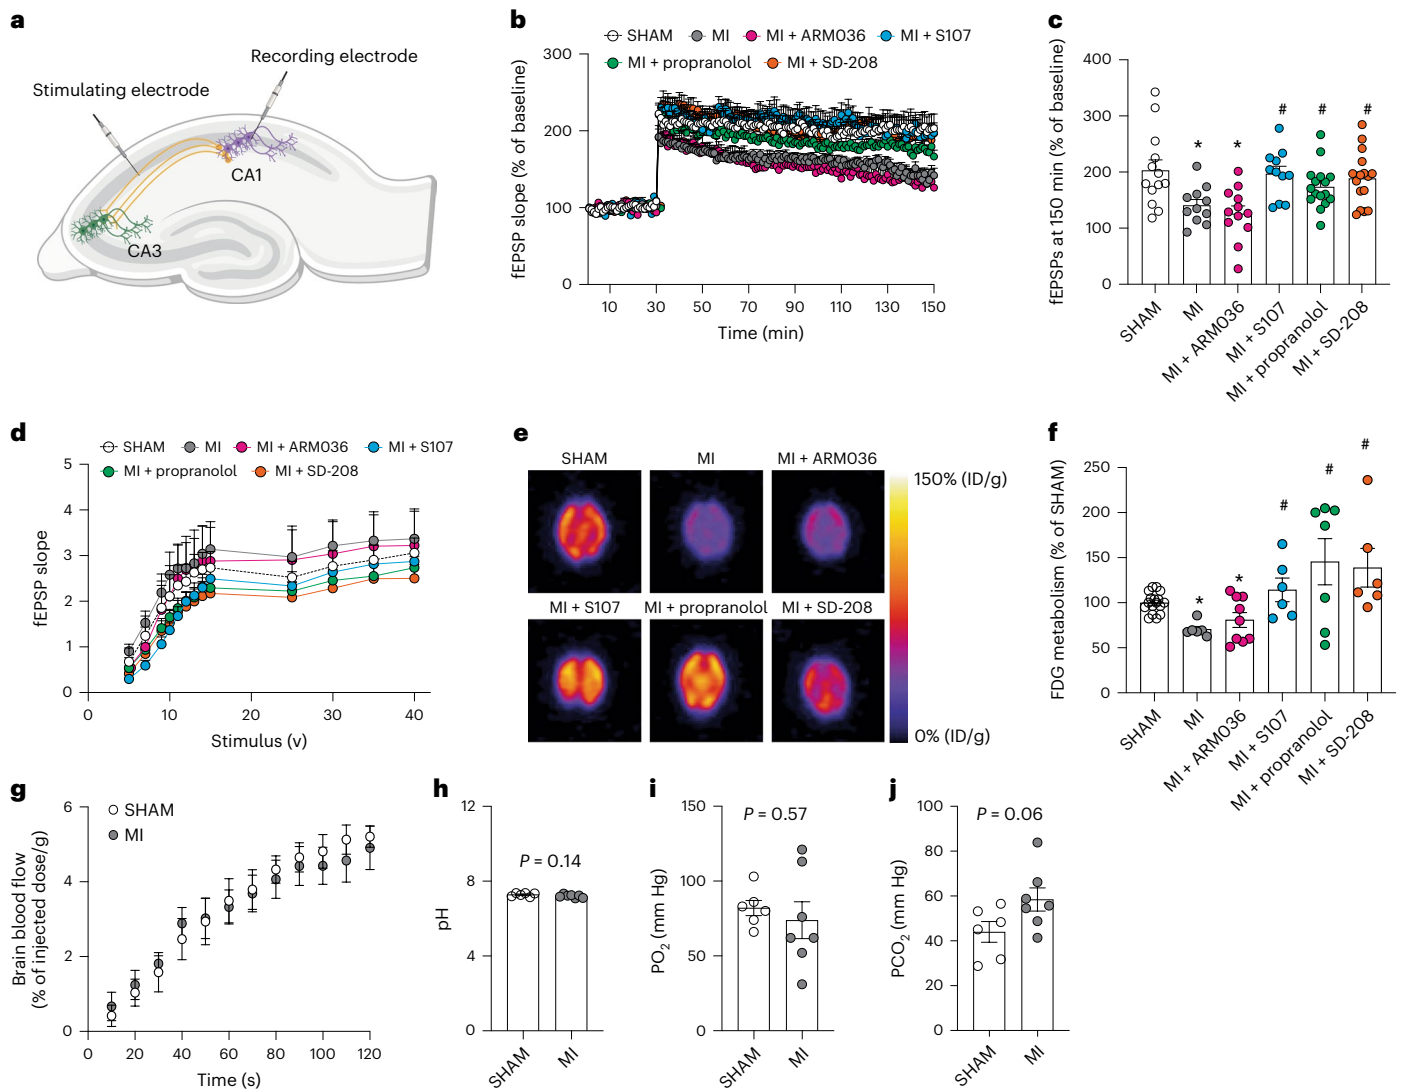 a
Recording electrode
Stimulating electrode
CA1
CA3
b
SHAM MI MI + ARM036 MI + S107
MI + propranolol MI + SD-208
fEPSP slope (% of baseline)
300
200
100
0
10 30 50 70 90 110 130 150
Time (min)
c
fEPSPs at 150 min (% of baseline)
400
300
200
100
0
* * # # #
SHAM
MI
MI + ARM036
MI + S107
MI + propranolol
MI + SD-208
d
SHAM MI MI + ARM036 MI + S107
MI + propranolol MI + SD-208
fEPSP slope
5
4
3
2
1
0
0 10 20 30 40
Stimulus (v)
e
SHAM MI MI + ARM036
MI + S107 MI + propranolol MI + SD-208
150% (ID/g)
0% (ID/g)
f
FDG metabolism (% of SHAM)
250
200
150
100
50
0
* * # # #
SHAM
MI
MI + ARM036
MI + S107
MI + propranolol
MI + SD-208
g
SHAM
MI
Brain blood flow
(% of injected dose/g)
6
4
2
0
0 20 40 60 80 100 120
Time (s)
h
pH
12
8
4
0
P = 0.14
SHAM
MI
i
PO2 (mm Hg)
150
100
50
0
P = 0.57
SHAM
MI
j
PCO2 (mm Hg)
100
80
60
40
20
0
P = 0.06
SHAM
MI